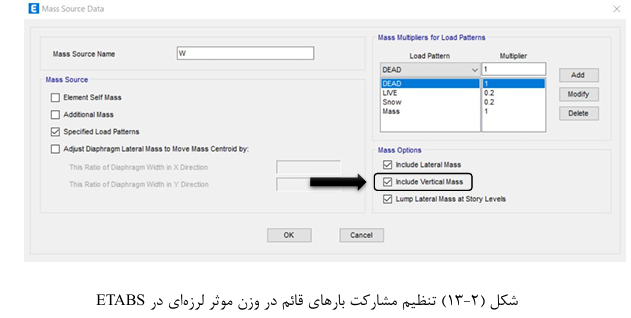 E Mass Source Data
Mass Source Name W
Mass Source
Element Self Mass
Additional Mass
Specified Load Patterns
Adjust Diaphragm Lateral Mass to Move Mass Centroid by:
This Ratio of Diaphragm Width in X Direction
This Ratio of Diaphragm Width in Y Direction
Mass Multipliers for Load Patterns
Load Pattern Multiplier
DEAD 1
DEAD 1
LIVE 0.2
Snow 0.2
Mass 1
Add
Modify
Delete
Mass Options
Include Lateral Mass
Include Vertical Mass
Lump Lateral Mass at Story Levels
OK Cancel
شکل (۲-۱۳) تنظیم مشارکت بارهای قائم در وزن موثر لرزه‌ای در ETABS